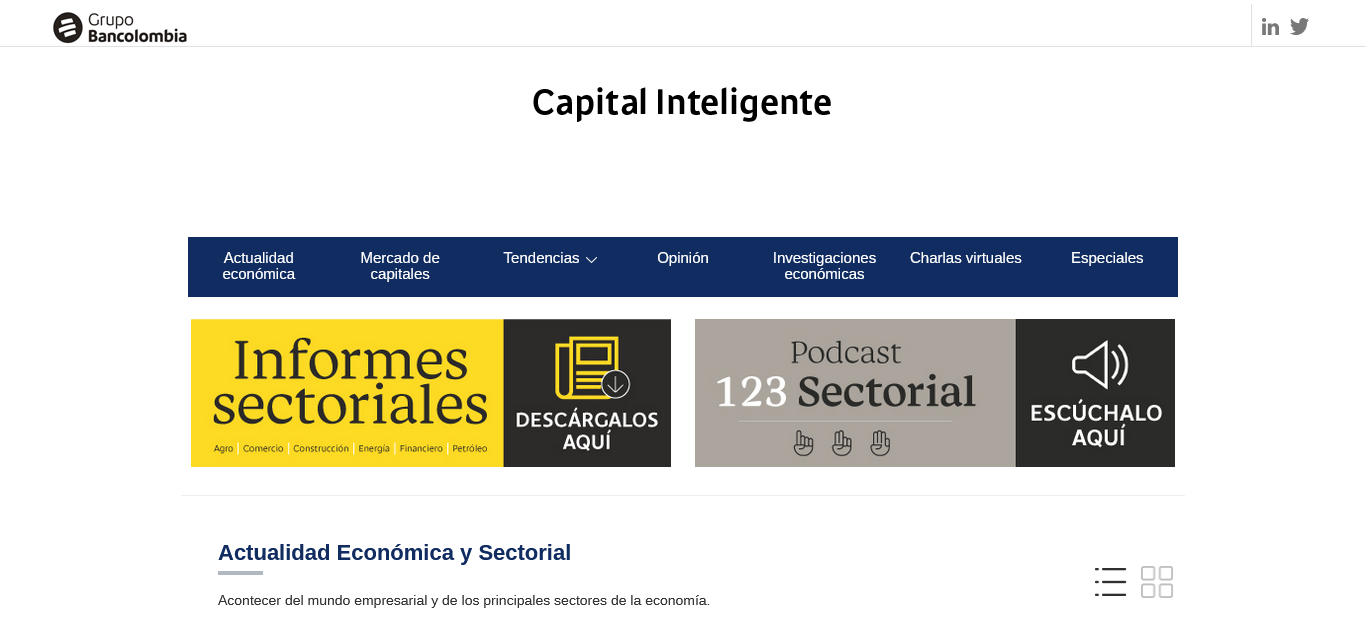 Grupo
Bancolombia
Capital Inteligente
Actualidad
económica
Mercado de
capitales
Tendencias
Opinión
Investigaciones
económicas
Charlas virtuales
Especiales
Informes
sectoriales
Agro | Comercio | Construcción | Energía | Financiero | Petróleo
DESCÁRGALOS
AQUÍ
Podcast
123 Sectorial
ESCÚCHALO
AQUÍ
Actualidad Económica y Sectorial
Acontecer del mundo empresarial y de los principales sectores de la economía.